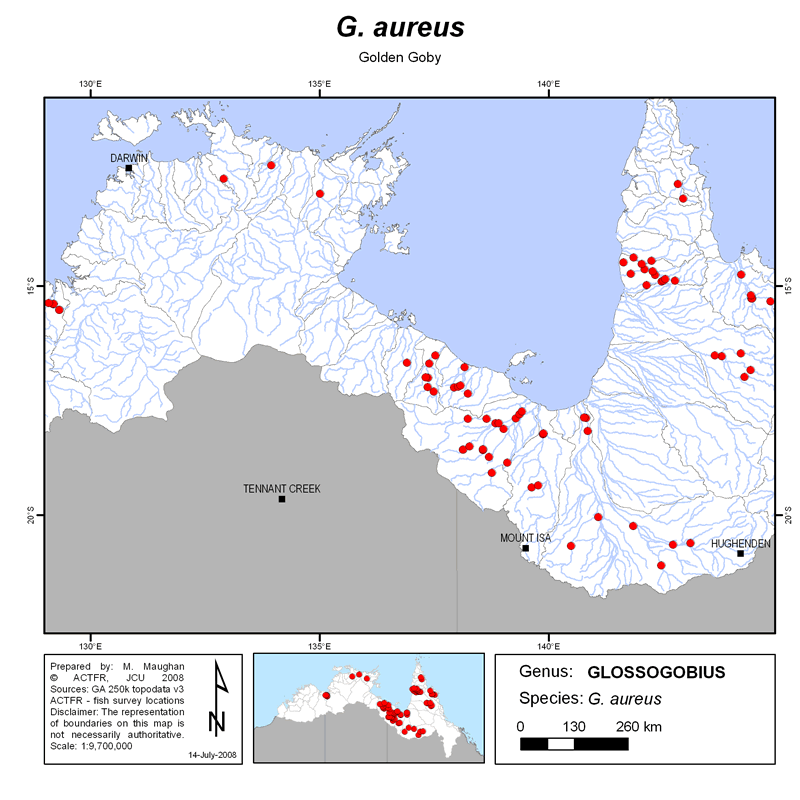 G. aureus
Golden Goby
130°E 135°E 140°E
DARWIN
15°S 15°S
TENNANT CREEK
20°S 20°S
MOUNT ISA
HUGHENDEN
130°E 135°E 140°E
Prepared by: M. Maughan
© ACTFR, JCU 2008
Sources: GA 250k topodata v3
ACTFR - fish survey locations
Disclaimer: The representation
of boundaries on this map is
not necessarily authoritative.
Scale: 1:9,700,000
N
14-July-2008
Genus: GLOSSOGOBIUS
Species: G. aureus
0 130 260 km